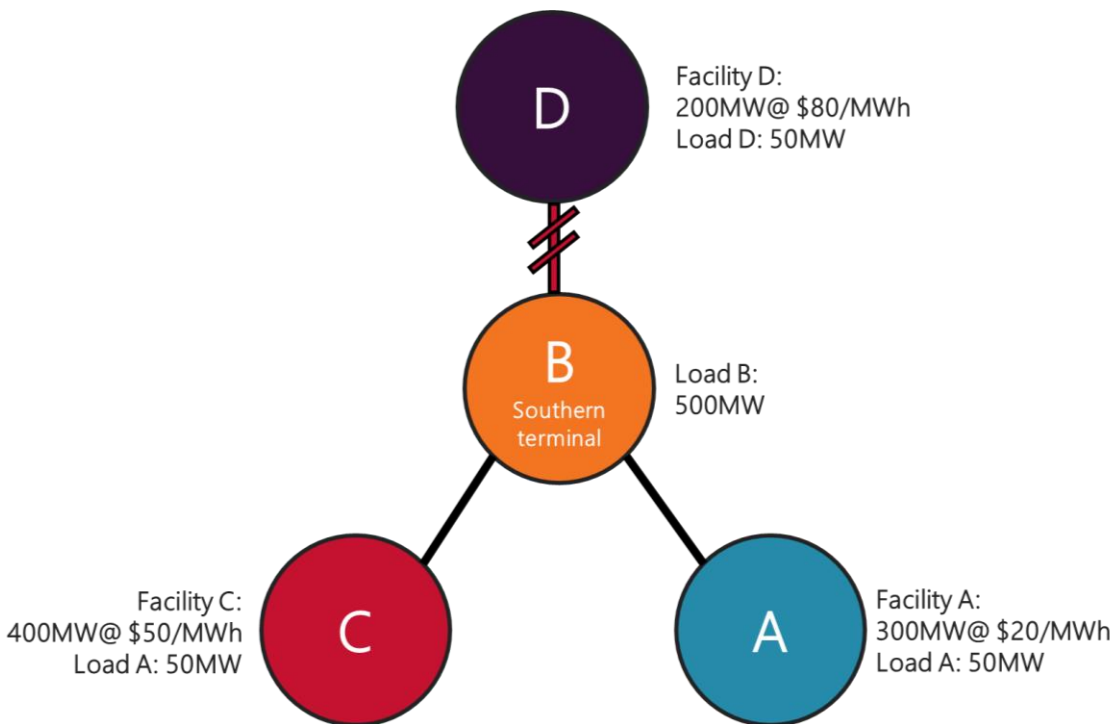 D
Facility D:
200MW@ $80/MWh
Load D: 50MW
B
Southern
terminal
Load B:
500MW
Facility C:
400MW@ $50/MWh
Load A: 50MW
C
A
Facility A:
300MW@ $20/MWh
Load A: 50MW